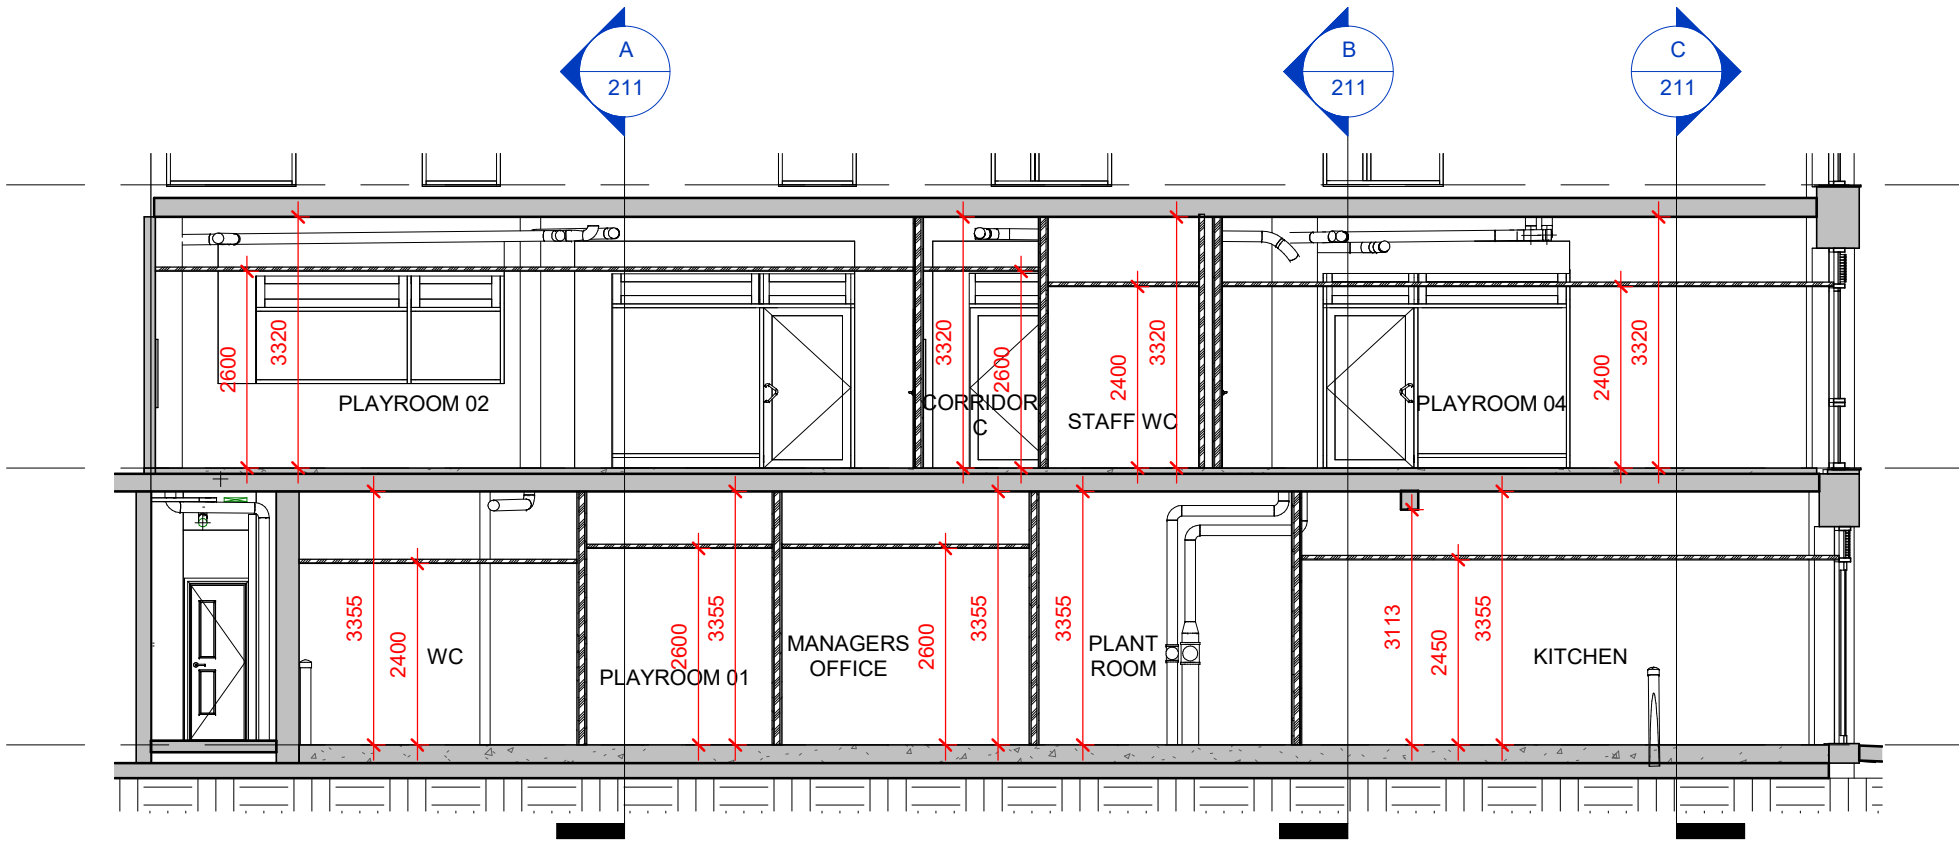 A
211
B
211
C
211
2600
3320
PLAYROOM 02
3320
2600
CORRIDOR
C
2400
3320
STAFF WC
PLAYROOM 04
2400
3320
3355
2400
WC
2600
3355
PLAYROOM 01
MANAGERS
OFFICE
2600
3355
3355
PLANT
ROOM
3113
2450
3355
KITCHEN